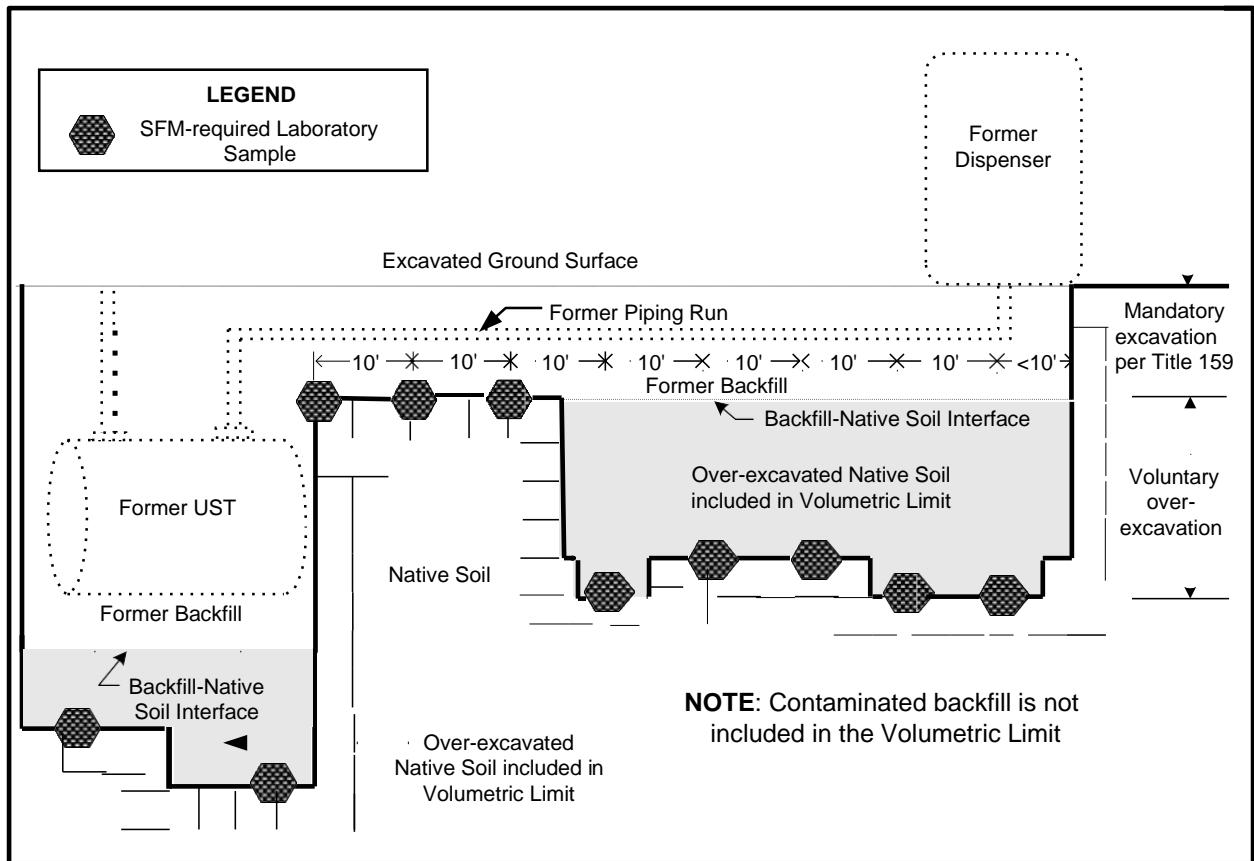 LEGEND
SFM-required Laboratory
Sample
Former
Dispenser
Excavated Ground Surface
Former Piping Run
Mandatory
excavation
per Title 159
10' 10' 10' 10' 10' 10' 10' <10'
Former Backfill
Backfill-Native Soil Interface
Over-excavated Native Soil
included in Volumetric Limit
Voluntary
over-
excavation
Former UST
Native Soil
Former Backfill
Backfill-Native
Soil Interface
NOTE: Contaminated backfill is not
included in the Volumetric Limit
Over-excavated
Native Soil included in
Volumetric Limit